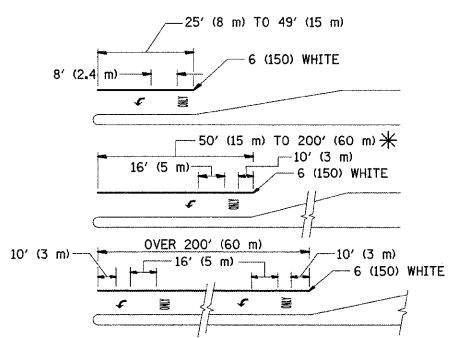 25' (8 m) TO 49' (15 m)
8' (2.4 m)
6 (150) WHITE
ONLY
50' (15 m) TO 200' (60 m) *
16' (5 m)
10' (3 m)
6 (150) WHITE
ONLY
OVER 200' (60 m)
10' (3 m)
16' (5 m)
10' (3 m)
6 (150) WHITE
ONLY
ONLY